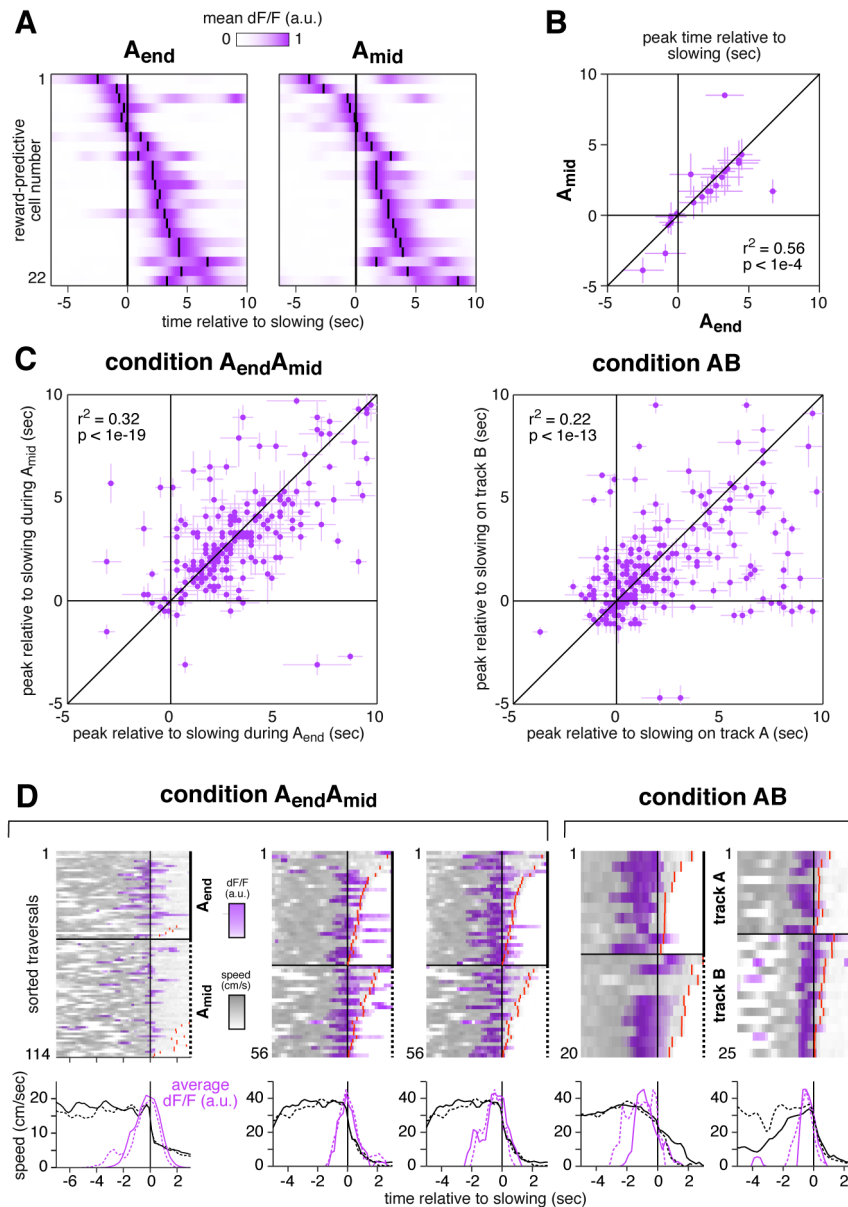 A
mean dF/F (a.u.)
0 1
Aend
Amid
1
reward-predictive
cell number
22
-5 0 5 10
-5 0 5 10
time relative to slowing (sec)
B
peak time relative to
slowing (sec)
10
5
0
-5
Amid
r2 = 0.56
p < 1e-4
-5 0 5 10
Aend
C
condition AendAmid
10
5
0
-5
peak relative to slowing during Amid (sec)
r2 = 0.32
p < 1e-19
-5 0 5 10
peak relative to slowing during Aend (sec)
condition AB
10
5
0
-5
peak relative to slowing on track B (sec)
r2 = 0.22
p < 1e-13
-5 0 5 10
peak relative to slowing on track A (sec)
D
condition AendAmid
condition AB
sorted traversals
1
114
dF/F
(a.u.)
Aend
speed
(cm/s)
Amid
1
56
1
56
1
20
1
25
track A
track B
speed (cm/sec)
average
dF/F (a.u.)
20
10
0
-6 -4 -2 0 2
40
20
0
-4 -2 0 2
40
20
0
-4 -2 0 2
40
20
0
-4 -2 0 2
40
20
0
-4 -2 0 2
time relative to slowing (sec)